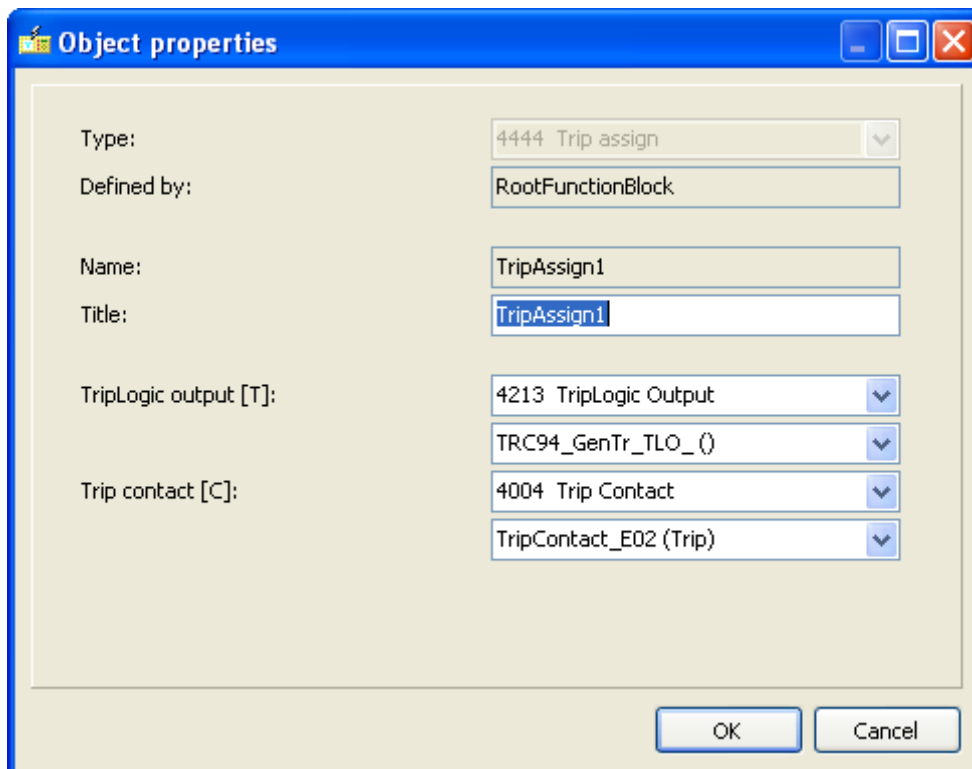 Object properties
Type: 4444 Trip assign
Defined by: RootFunctionBlock
Name: TripAssign1
Title: TripAssign1
TripLogic output [T]: 4213 TripLogic Output
TRC94_GenTr_TLO_ ()
Trip contact [C]: 4004 Trip Contact
TripContact_E02 (Trip)
OK Cancel